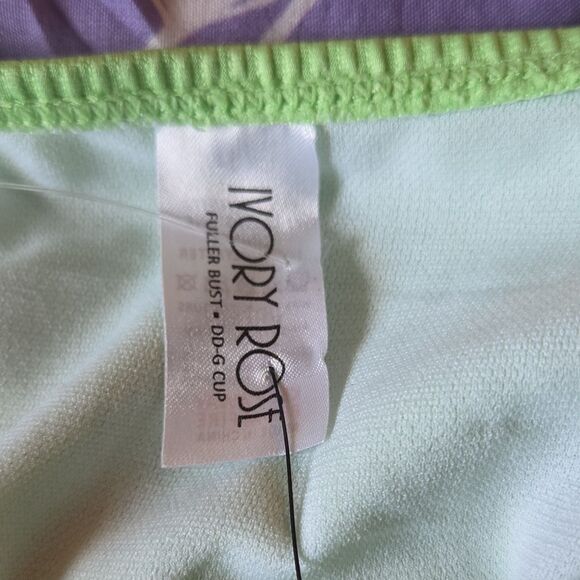 IVORY ROSE
FULLER BUST • DD-G CUP